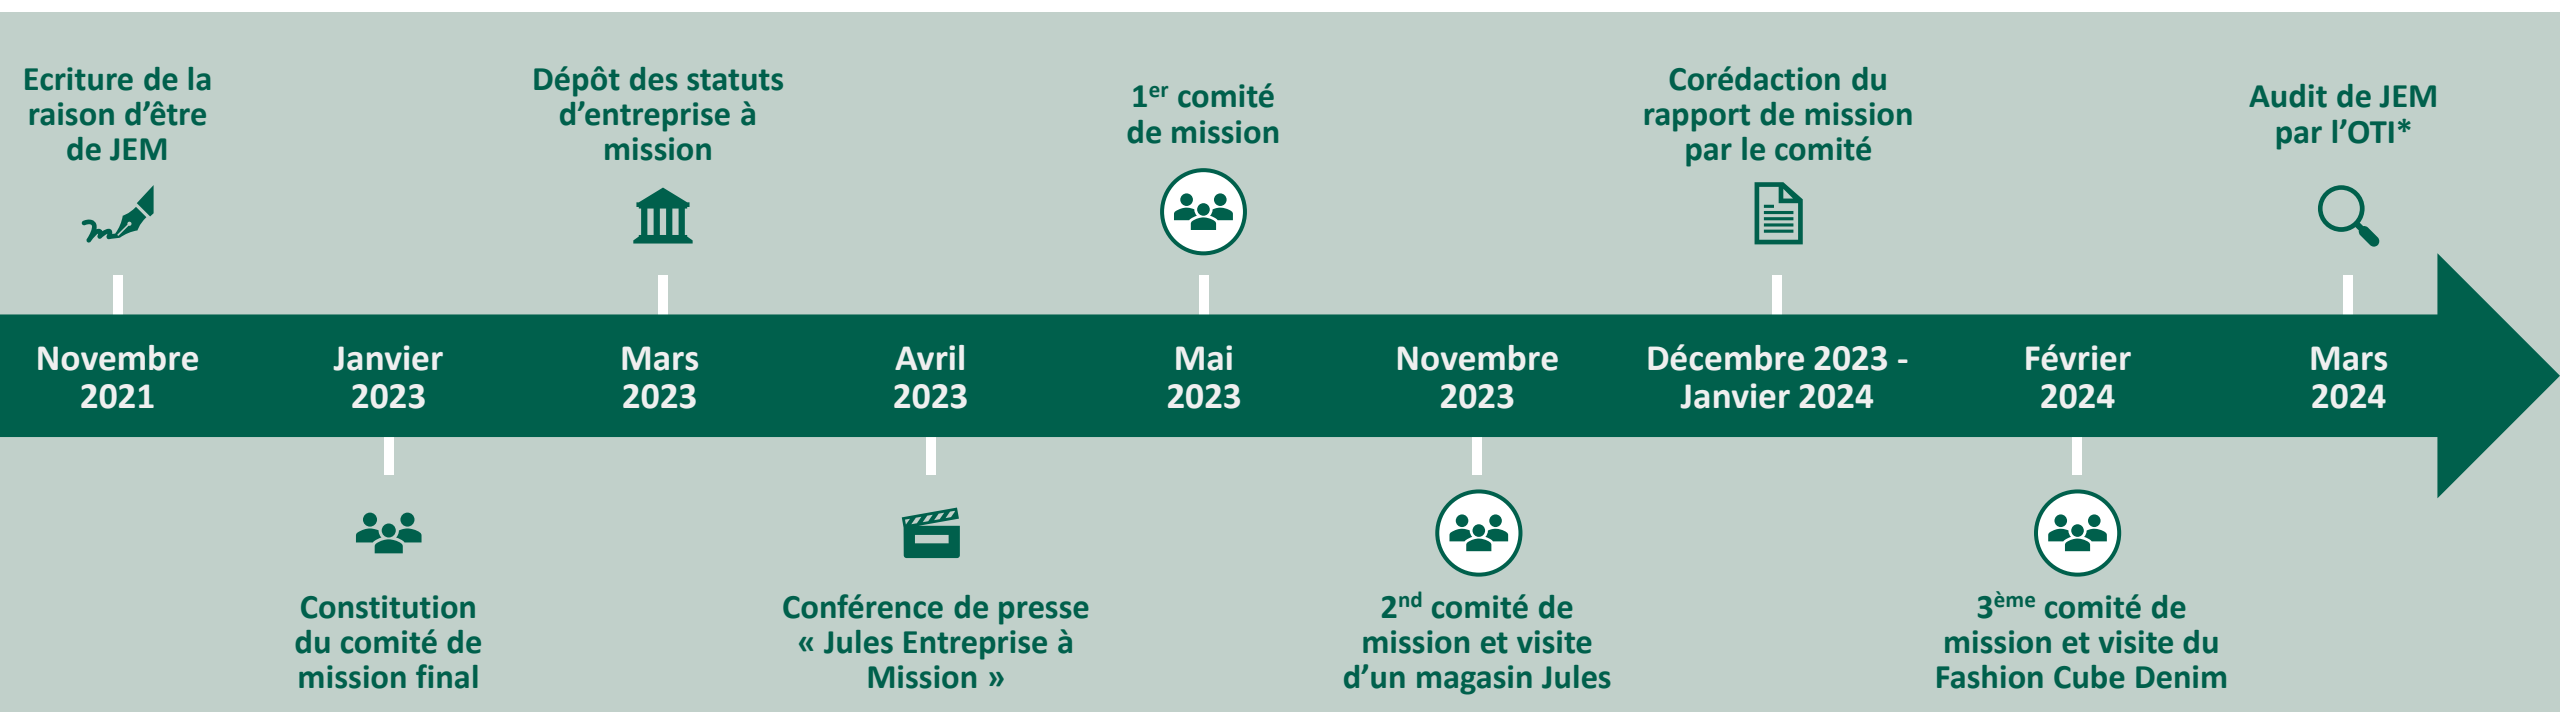 Ecriture de la
raison d’être
de JEM
Dépôt des statuts
d’entreprise à
mission
1er comité
de mission
Corédaction du
rapport de mission
par le comité
Audit de JEM
par l’OTI*
Novembre
2021
Janvier
2023
Mars
2023
Avril
2023
Mai
2023
Novembre
2023
Décembre 2023 -
Janvier 2024
Février
2024
Mars
2024
Constitution
du comité de
mission final
Conférence de presse
« Jules Entreprise à
Mission »
2nd comité de
mission et visite
d’un magasin Jules
3ème comité de
mission et visite du
Fashion Cube Denim